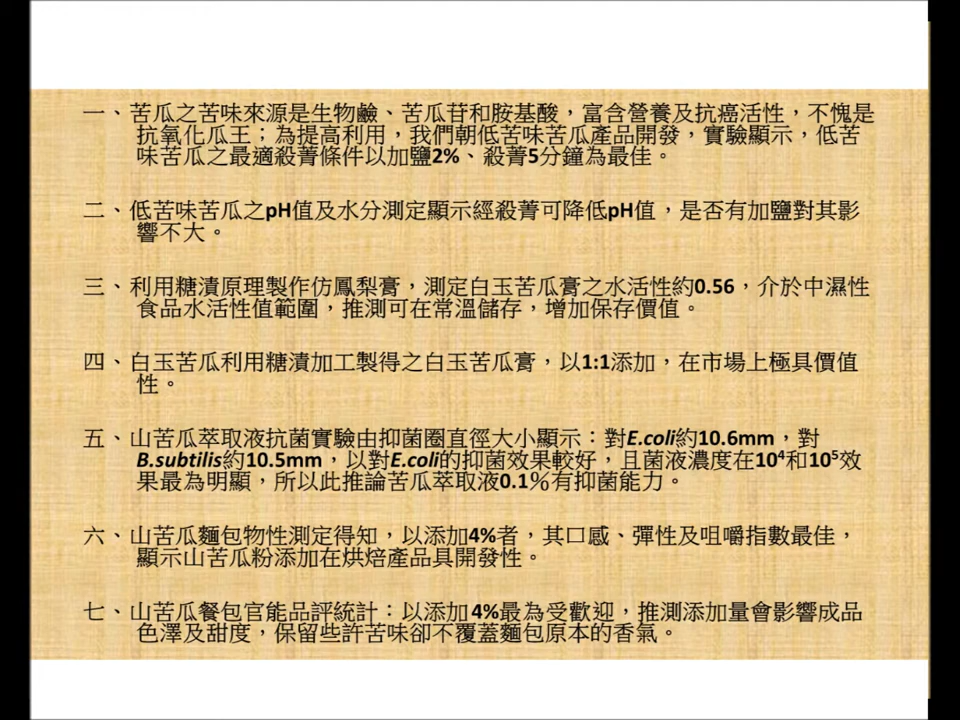 一、苦瓜之苦味來源是生物鹼、苦瓜苷和胺基酸，富含營養及抗癌活性，不愧是
抗氧化瓜王；為提高利用，我們朝低苦味苦瓜產品開發，實驗顯示，低苦
味苦瓜之最適殺菁條件以加鹽2%、殺菁5分鐘為最佳。
二、低苦味苦瓜之pH值及水分測定顯示經殺菁可降低pH值，是否有加鹽對其影
響不大。
三、利用糖漬原理製作仿鳳梨膏，測定白玉苦瓜膏之水活性約0.56，介於中濕性
食品水活性值範圍，推測可在常溫儲存，增加保存價值。
四、白玉苦瓜利用糖漬加工製得之白玉苦瓜膏，以1:1添加，在市場上極具價值
性。
五、山苦瓜萃取液抗菌實驗由抑菌圈直徑大小顯示：對E.coli約10.6mm，對
B.subtilis約10.5mm，以對E.coli的抑菌效果較好，且菌液濃度在10⁴和10⁵效
果最為明顯，所以此推論苦瓜萃取液0.1％有抑菌能力。
六、山苦瓜麵包物性測定得知，以添加4%者，其口感、彈性及咀嚼指數最佳，
顯示山苦瓜粉添加在烘焙產品具開發性。
七、山苦瓜餐包官能品評統計：以添加4%最為受歡迎，推測添加量會影響成品
色澤及甜度，保留些許苦味卻不覆蓋麵包原本的香氣。